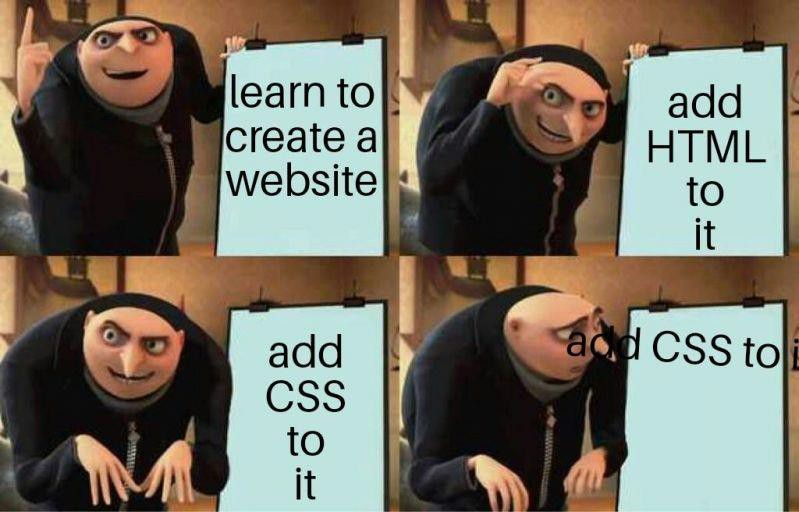 learn to
create a
website
add
HTML
to
it
add
CSS
to
it
add CSS to i